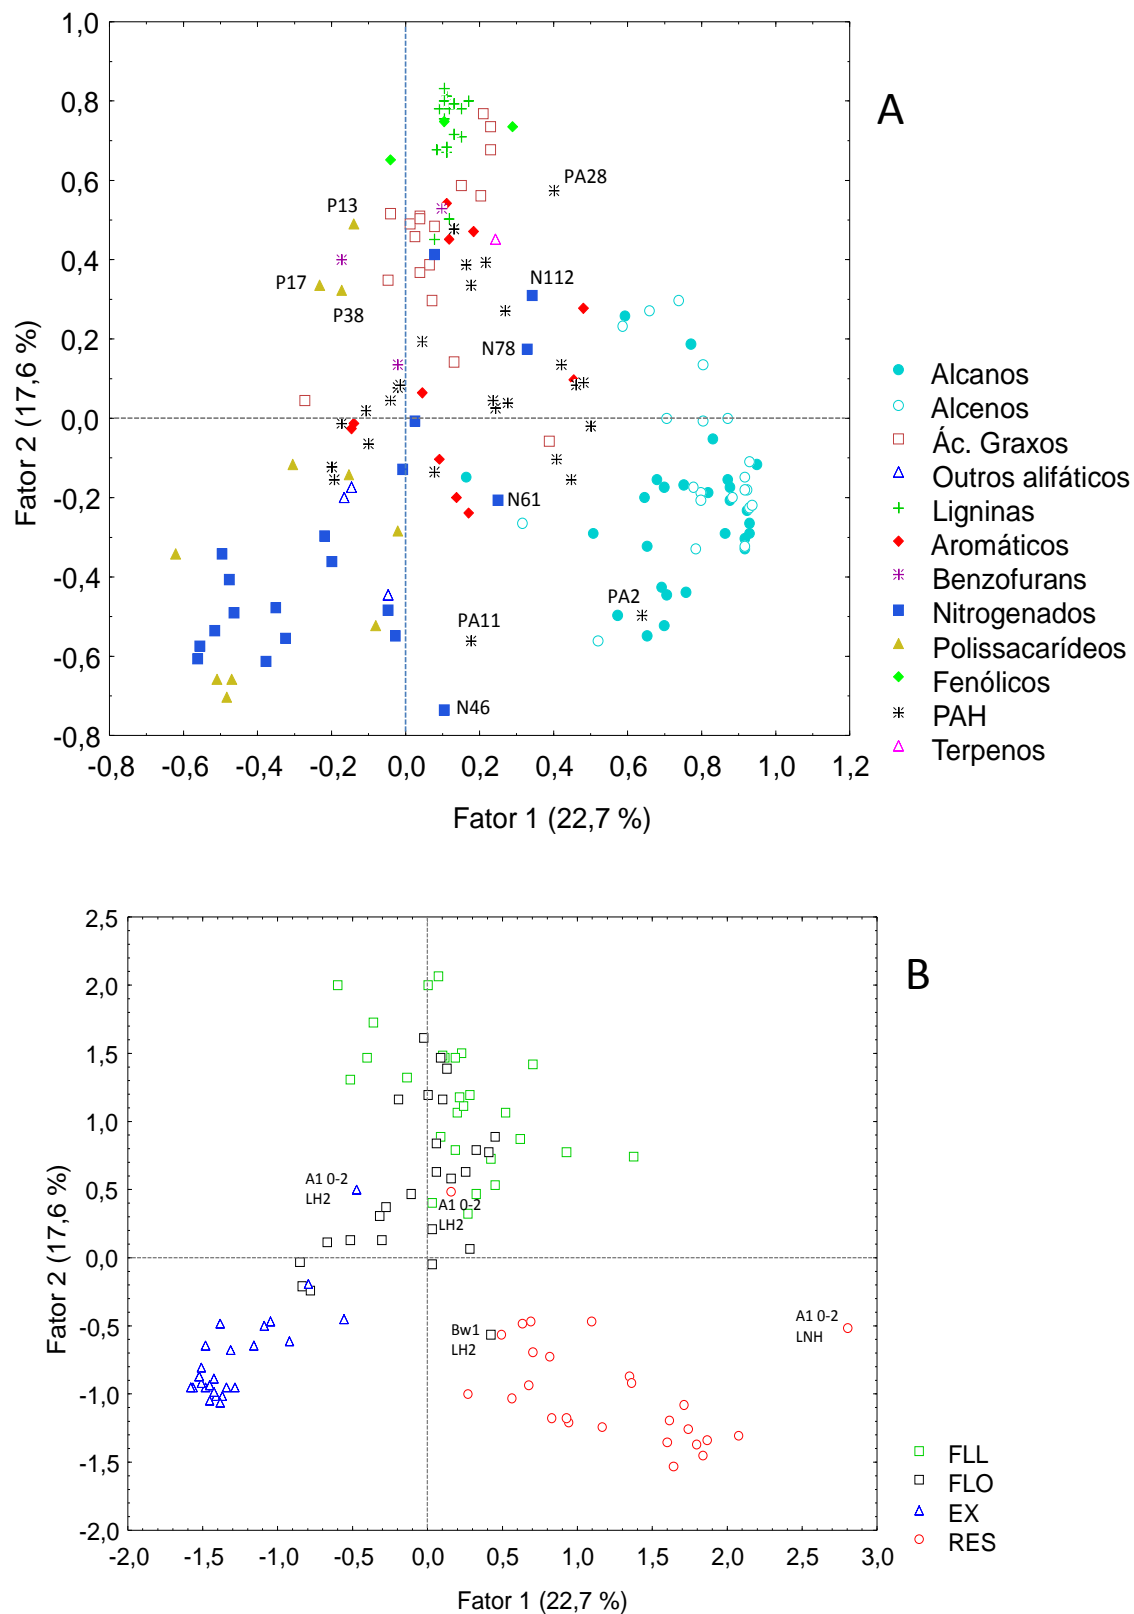 A
Fator 2 (17,6 %)
1,0
0,8
0,6
0,4
0,2
0,0
-0,2
-0,4
-0,6
-0,8
PA28
P13
P17
P38
N112
N78
N61
PA2
PA11
N46
-0,8 -0,6 -0,4 -0,2 0,0 0,2 0,4 0,6 0,8 1,0 1,2
Fator 1 (22,7 %)
Alcanos
Alcenos
Ác. Graxos
Outros alifáticos
Ligninas
Aromáticos
Benzofurans
Nitrogenados
Polissacarídeos
Fenólicos
PAH
Terpenos
B
Fator 2 (17,6 %)
2,5
2,0
1,5
1,0
0,5
0,0
-0,5
-1,0
-1,5
-2,0
A1 0-2
LH2
A1 0-2
LH2
Bw1
LH2
A1 0-2
LNH
-2,0 -1,5 -1,0 -0,5 0,0 0,5 1,0 1,5 2,0 2,5 3,0
Fator 1 (22,7 %)
FLL
FLO
EX
RES